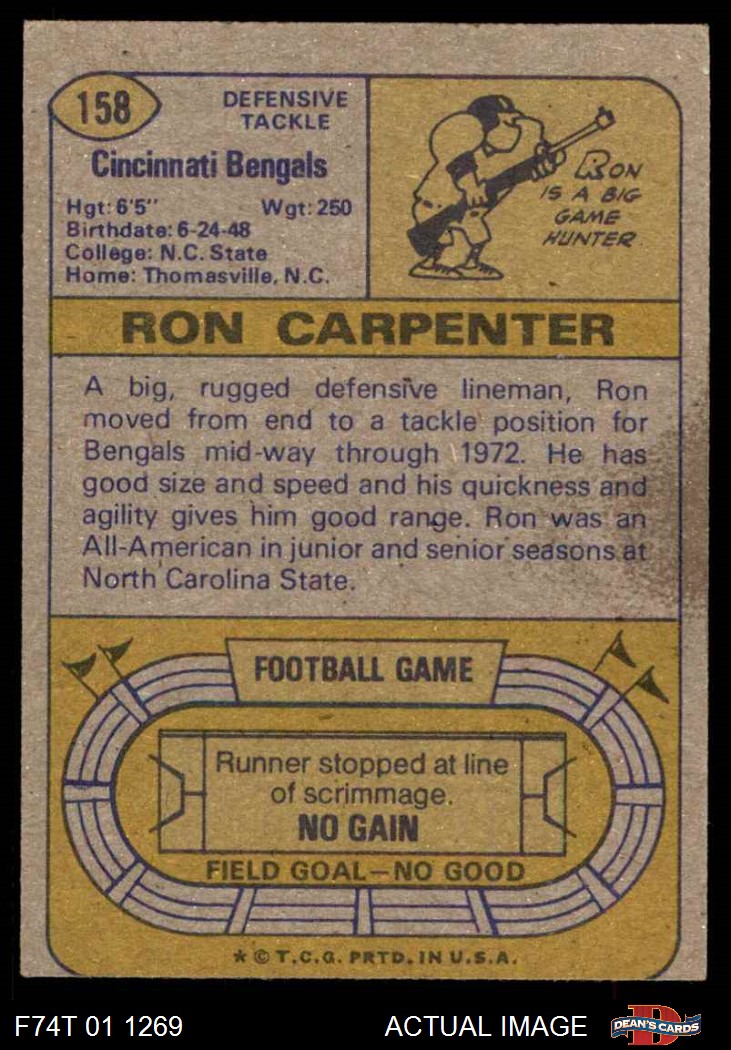 158
DEFENSIVE
TACKLE
Cincinnati Bengals
Hgt: 6'5" Wgt: 250
Birthdate: 6-24-48
College: N.C. State
Home: Thomasville, N.C.
RON
IS A BIG
GAME
HUNTER.
RON CARPENTER
A big, rugged defensive lineman, Ron
moved from end to a tackle position for
Bengals mid-way through 1972. He has
good size and speed and his quickness and
agility gives him good range. Ron was an
All-American in junior and senior seasons at
North Carolina State.
FOOTBALL GAME
Runner stopped at line
of scrimmage.
NO GAIN
FIELD GOAL—NO GOOD
* © T.C.G. PRTD. IN U.S.A.
F74T 01 1269 ACTUAL IMAGE
D
DEAN'S CARDS